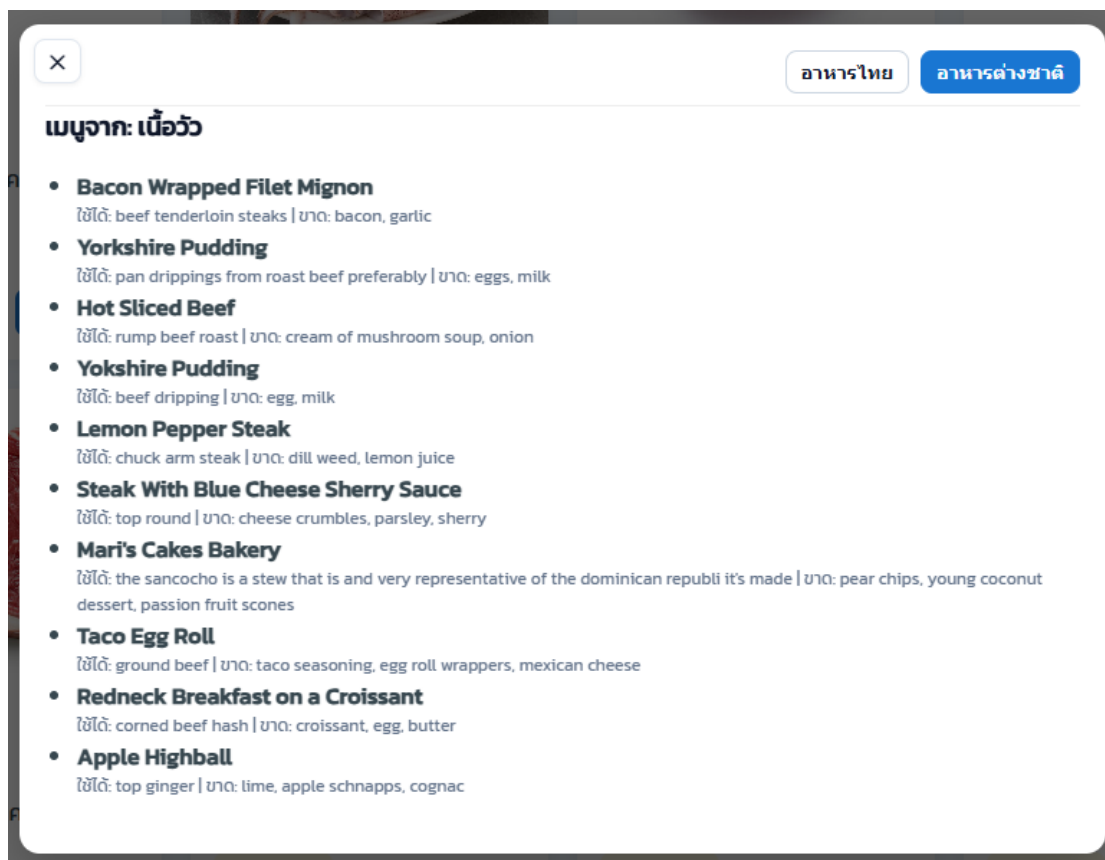 ×
อาหารไทย
อาหารต่างชาติ
เมนูจาก: เนื้อวัว
• Bacon Wrapped Filet Mignon
ใช้ได้: beef tenderloin steaks | ขาด: bacon, garlic
• Yorkshire Pudding
ใช้ได้: pan drippings from roast beef preferably | ขาด: eggs, milk
• Hot Sliced Beef
ใช้ได้: rump beef roast | ขาด: cream of mushroom soup, onion
• Yokshire Pudding
ใช้ได้: beef dripping | ขาด: egg, milk
• Lemon Pepper Steak
ใช้ได้: chuck arm steak | ขาด: dill weed, lemon juice
• Steak With Blue Cheese Sherry Sauce
ใช้ได้: top round | ขาด: cheese crumbles, parsley, sherry
• Mari's Cakes Bakery
ใช้ได้: the sancocho is a stew that is and very representative of the dominican republi it's made | ขาด: pear chips, young coconut
dessert, passion fruit scones
• Taco Egg Roll
ใช้ได้: ground beef | ขาด: taco seasoning, egg roll wrappers, mexican cheese
• Redneck Breakfast on a Croissant
ใช้ได้: corned beef hash | ขาด: croissant, egg, butter
• Apple Highball
ใช้ได้: top ginger | ขาด: lime, apple schnapps, cognac